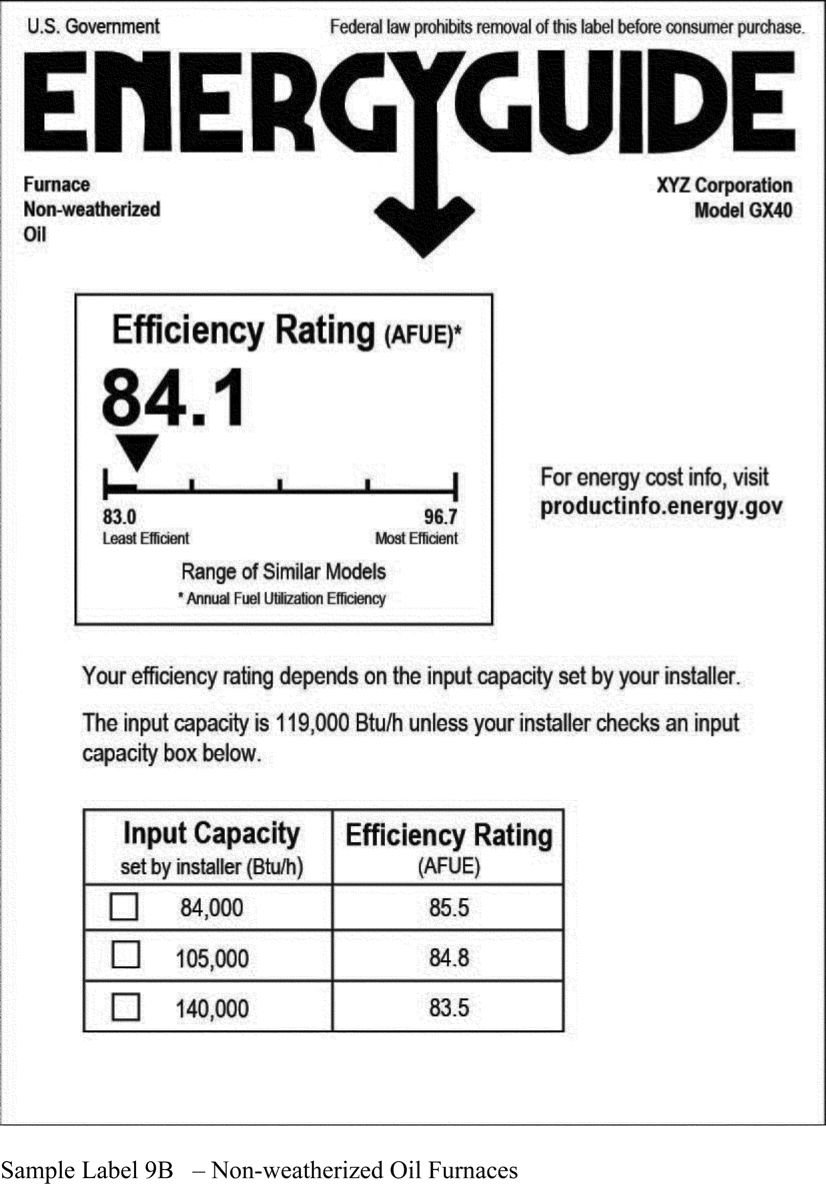 U.S. Government
Federal law prohibits removal of this label before consumer purchase.
ENERGYGUIDE
Furnace
Non-weatherized
Oil
XYZ Corporation
Model GX40
Efficiency Rating (AFUE)*
84.1
83.0
96.7
Least Efficient
Most Efficient
Range of Similar Models
* Annual Fuel Utilization Efficiency
For energy cost info, visit
productinfo.energy.gov
Your efficiency rating depends on the input capacity set by your installer.
The input capacity is 119,000 Btu/h unless your installer checks an input
capacity box below.
Input Capacity
set by installer (Btu/h)
Efficiency Rating
(AFUE)
84,000 85.5
105,000 84.8
140,000 83.5
Sample Label 9B – Non-weatherized Oil Furnaces